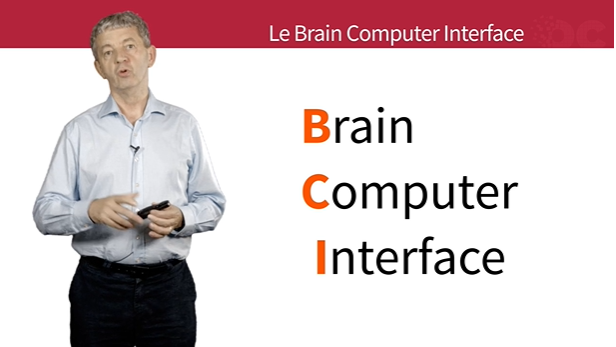 Le Brain Computer Interface
Brain
Computer
Interface